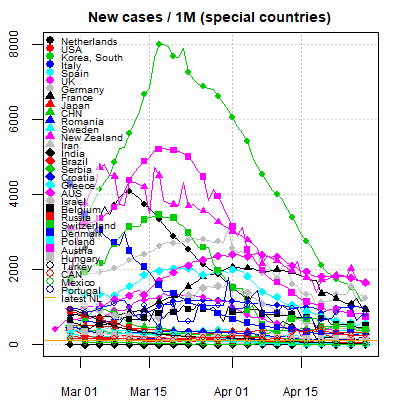 New cases / 1M (special countries)
8000
6000
4000
2000
0
Netherlands
USA
Korea, South
Italy
Spain
UK
Germany
France
Japan
CHN
Romania
Sweden
New Zealand
Iran
India
Brazil
Serbia
Croatia
Greece
AUS
Israel
Belgium
Russia
Switzerland
Denmark
Poland
Austria
Hungary
Turkey
CAN
Mexico
Portugal
latest NL
Mar 01
Mar 15
Apr 01
Apr 15